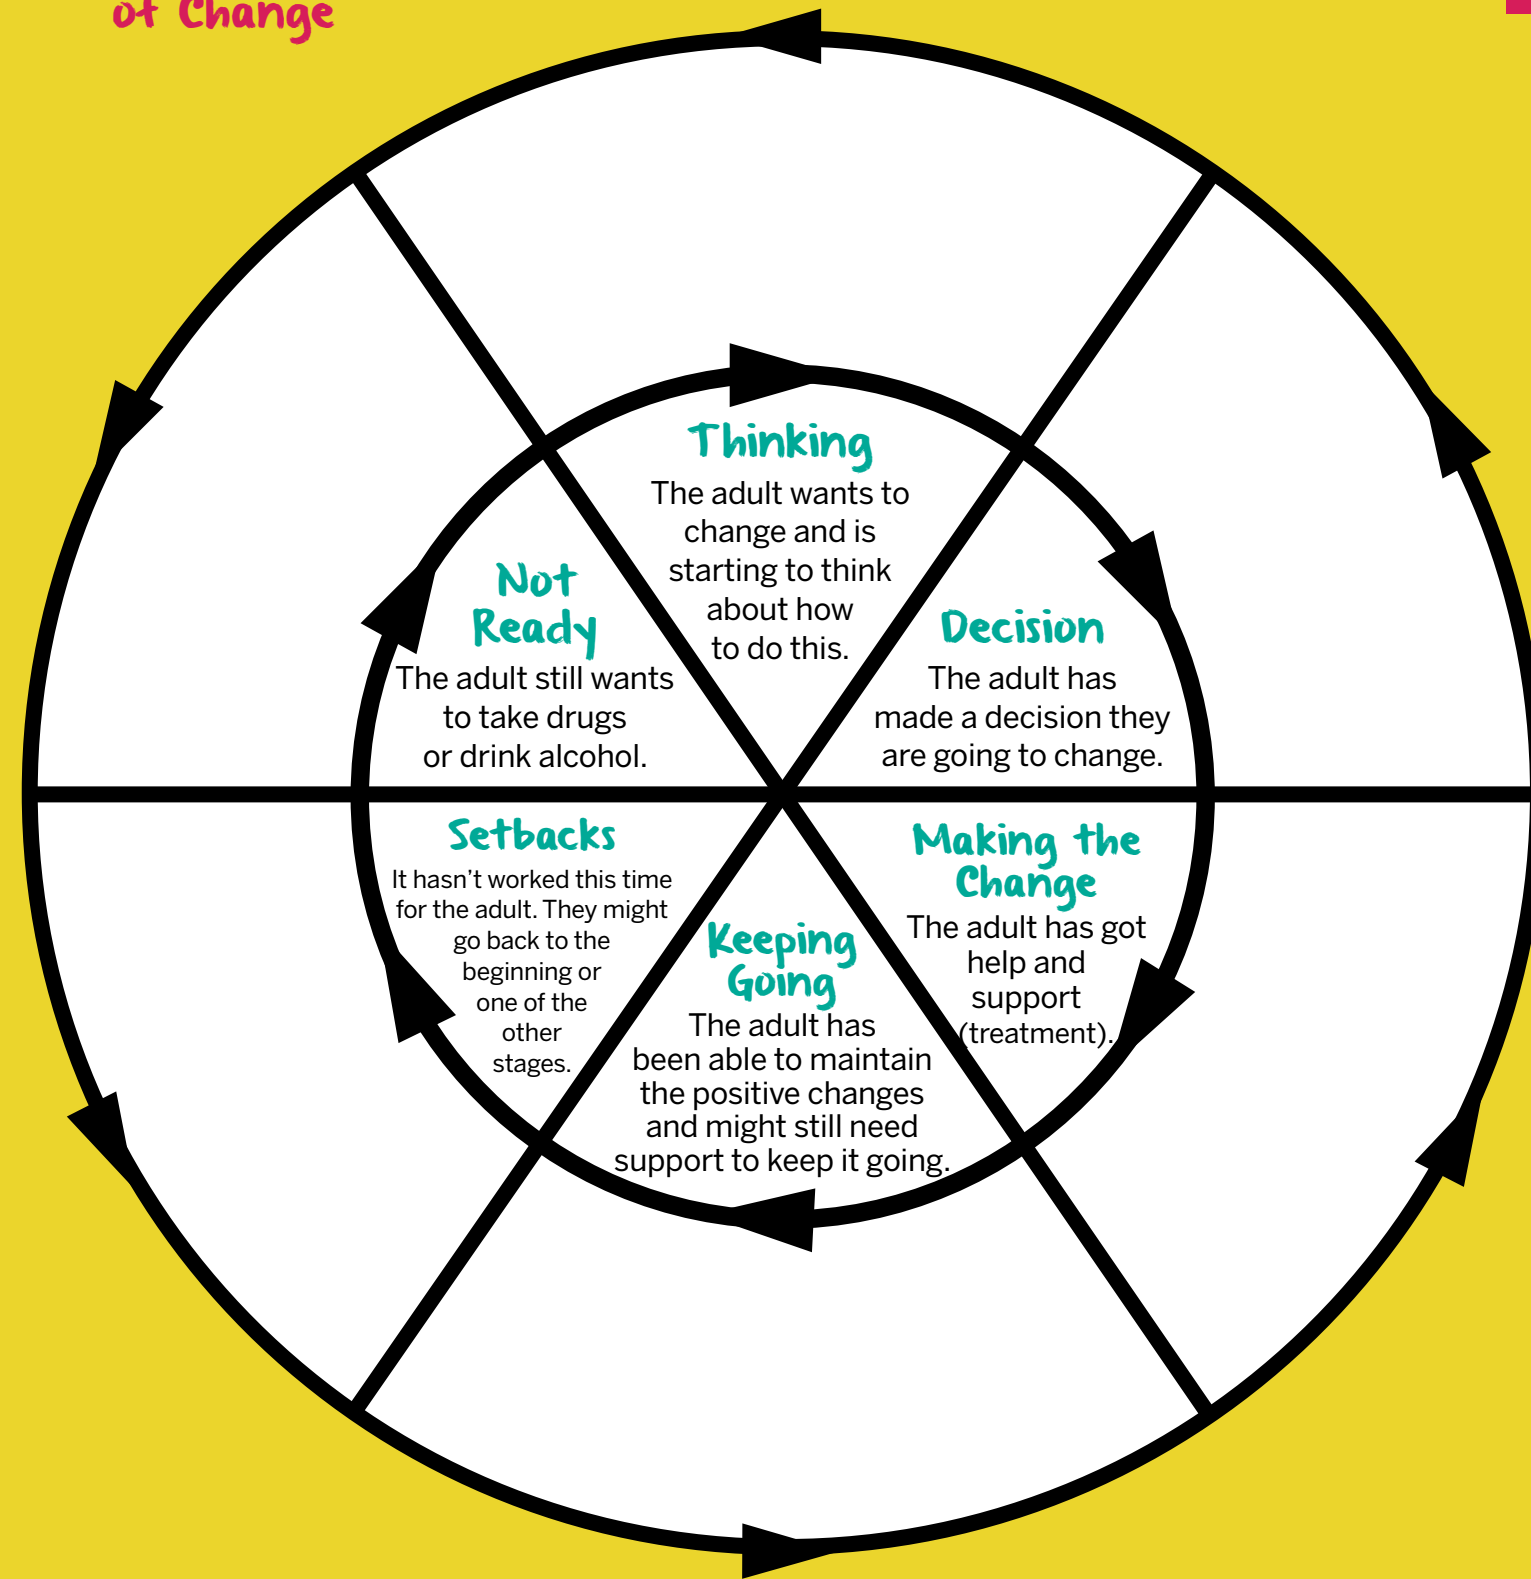 of Change
Thinking
The adult wants to
change and is
starting to think
about how
to do this.
Not
Ready
The adult still wants
to take drugs
or drink alcohol.
Decision
The adult has
made a decision they
are going to change.
Setbacks
It hasn't worked this time
for the adult. They might
go back to the
beginning or
one of the
other
stages.
Making the
Change
The adult has got
help and
support
(treatment).
Keeping
Going
The adult has
been able to maintain
the positive changes
and might still need
support to keep it going.